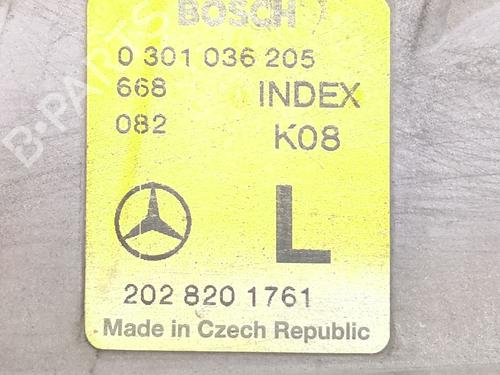 BOSCH
0 301 036 205
668 INDEX
082 K08
L
202 820 1761
Made in Czech Republic
B-PARTS